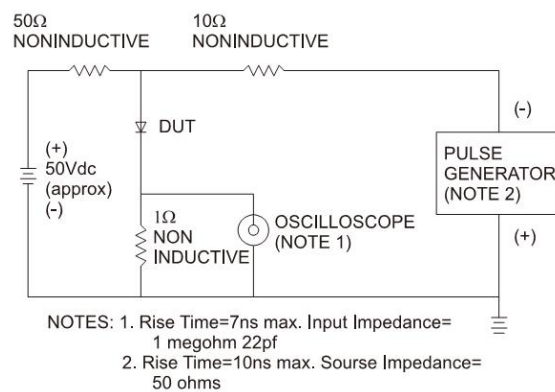 50Ω
NONINDUCTIVE
10Ω
NONINDUCTIVE
DUT
(+)
50Vdc
(approx)
(-)
1Ω
NON
INDUCTIVE
OSCILLOSCOPE
(NOTE 1)
(-)
PULSE
GENERATOR
(NOTE 2)
(+)
NOTES: 1. Rise Time=7ns max. Input Impedance=
1 megohm 22pf
2. Rise Time=10ns max. Sourse Impedance=
50 ohms